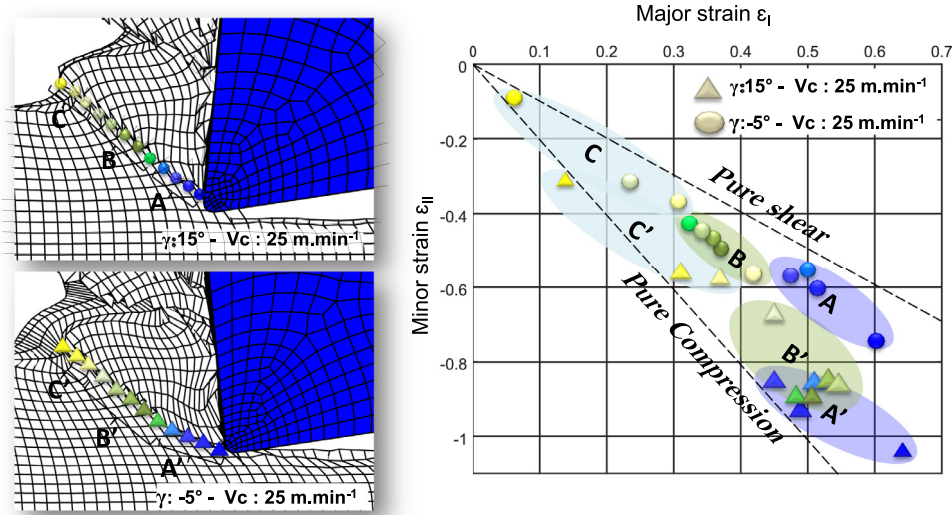 C
B
A
γ:15° - Vc : 25 m.min⁻¹
C'
B'
A'
γ: -5° - Vc : 25 m.min⁻¹
Major strain εI
0 0.1 0.2 0.3 0.4 0.5 0.6 0.7
Minor strain εII
0
-0.2
-0.4
-0.6
-0.8
-1
γ:15° - Vc : 25 m.min⁻¹
γ:-5° - Vc : 25 m.min⁻¹
Pure shear
Pure Compression
C
C'
B
A
B'
A'